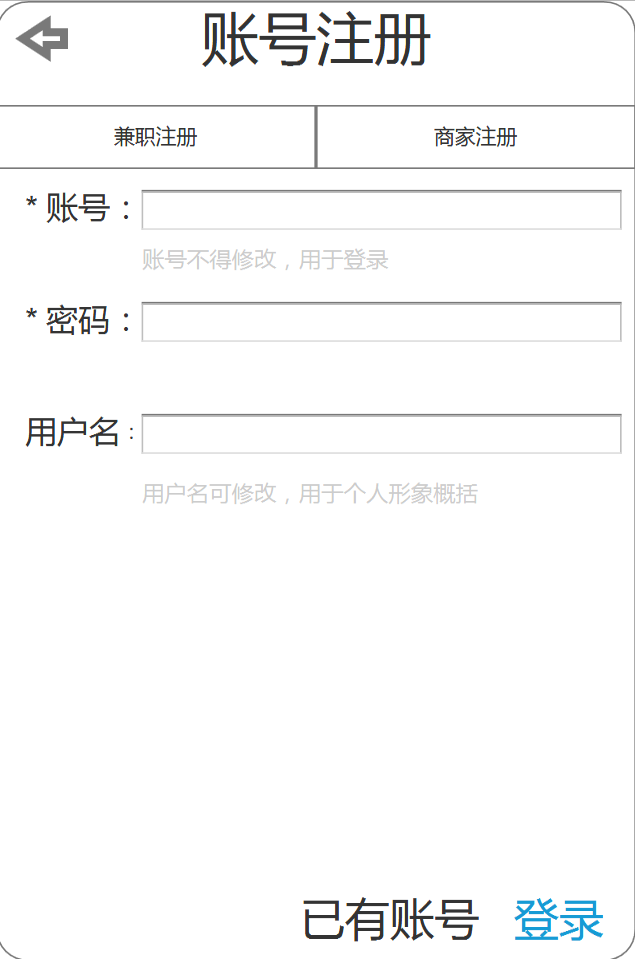 账号注册
兼职注册 商家注册
* 账号：
账号不得修改，用于登录
* 密码：
用户名：
用户名可修改，用于个人形象概括
已有账号 登录